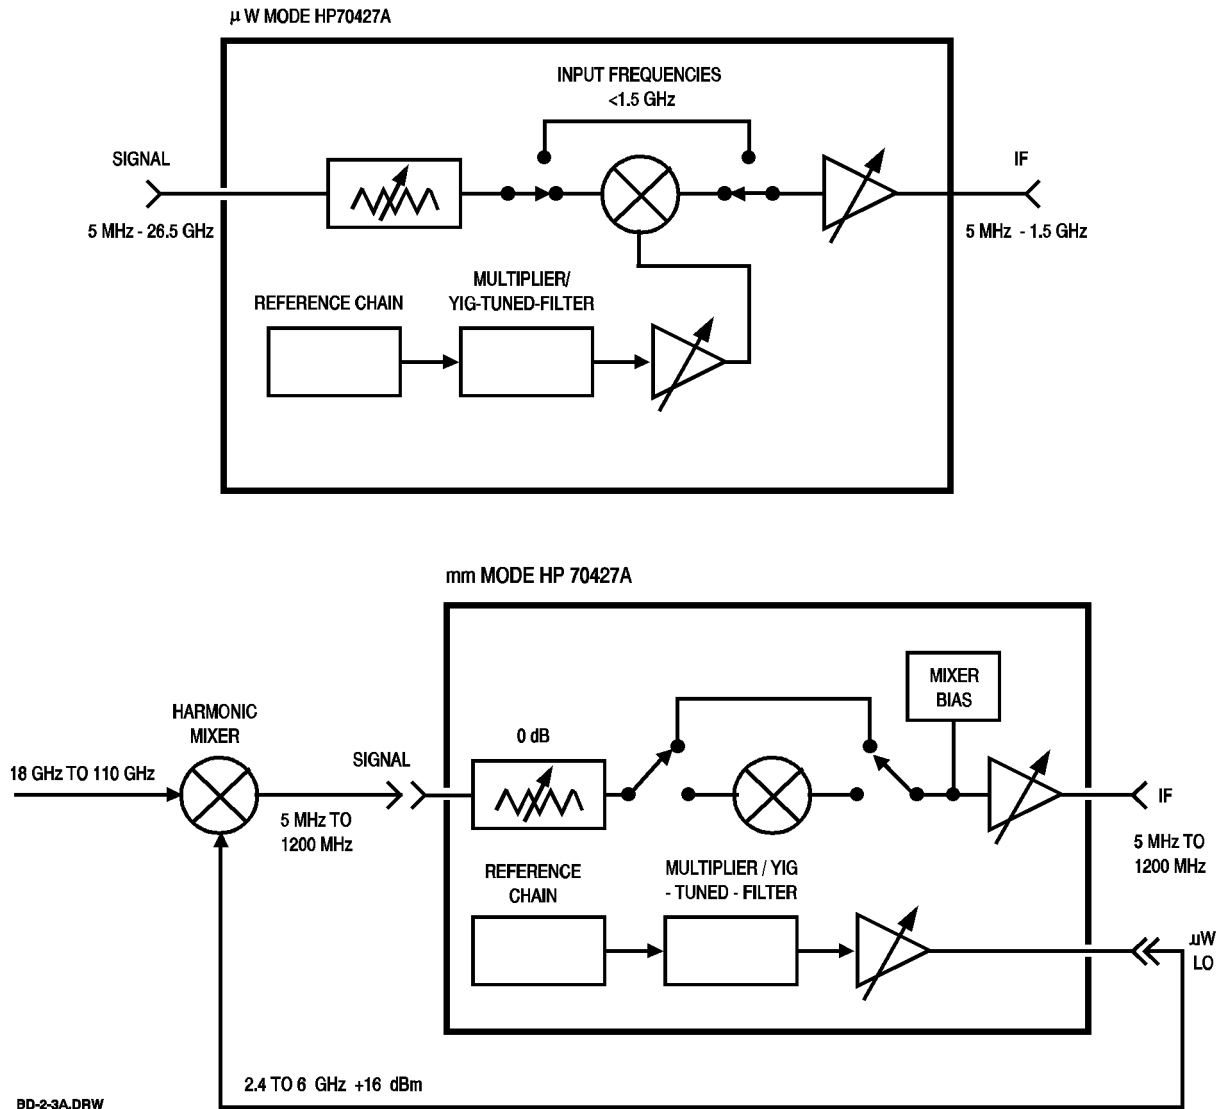 μ W MODE HP70427A
INPUT FREQUENCIES
<1.5 GHz
SIGNAL
IF
5 MHz - 26.5 GHz
5 MHz - 1.5 GHz
MULTIPLIER/
YIG-TUNED-FILTER
REFERENCE CHAIN
mm MODE HP 70427A
MIXER
BIAS
HARMONIC
MIXER
0 dB
SIGNAL
18 GHz TO 110 GHz
IF
5 MHz TO
1200 MHz
5 MHz TO
1200 MHz
REFERENCE
CHAIN
MULTIPLIER / YIG
- TUNED - FILTER
μW
LO
2.4 TO 6 GHz +16 dBm
BD-2-3A.DRW